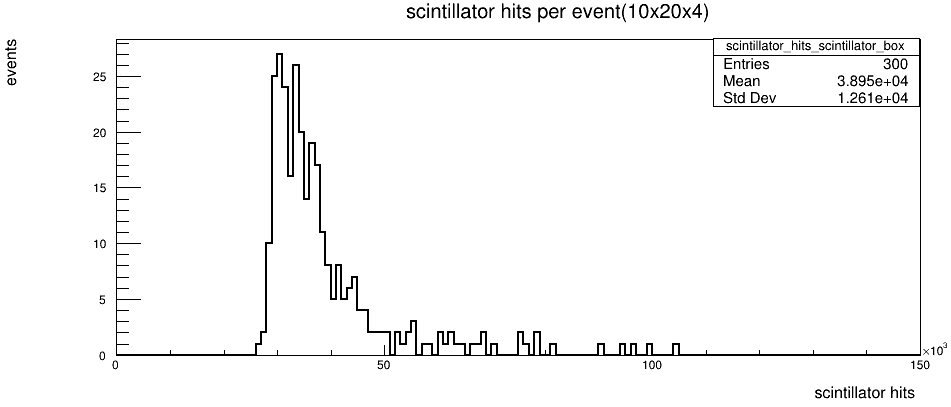 scintillator hits per event(10x20x4)
events
scintillator_hits_scintillator_box
Entries 300
Mean 3.895e+04
Std Dev 1.261e+04
25
20
15
10
5
0
0 50 100 150
×10³
scintillator hits